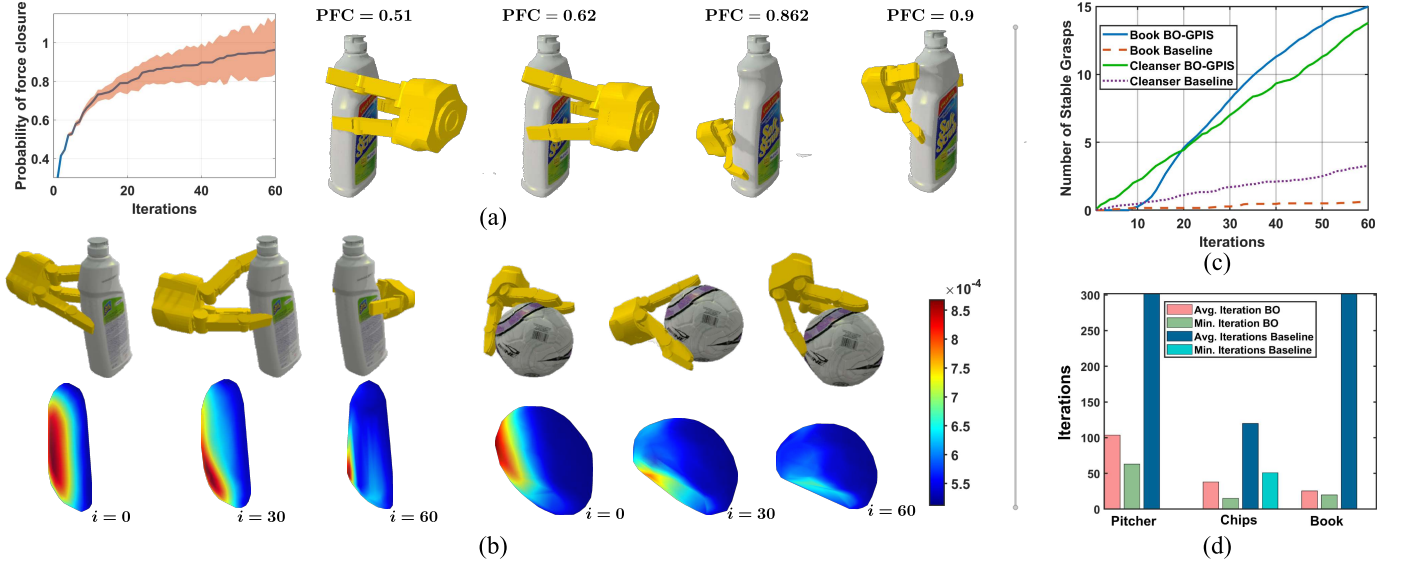 Probability of force closure
1
0.8
0.6
0.4
0
20
40
60
Iterations
PFC = 0.51
PFC = 0.62
PFC = 0.862
PFC = 0.9
(a)
i = 0
i = 30
i = 60
i = 0
i = 30
i = 60
×10⁻⁴
8.5
8
7.5
7
6.5
6
5.5
(b)
Number of Stable Grasps
15
10
5
0
Book BO-GPIS
Book Baseline
Cleanser BO-GPIS
Cleanser Baseline
10
20
30
40
50
60
Iterations
(c)
Iterations
300
250
200
150
100
50
0
Avg. Iteration BO
Min. Iteration BO
Avg. Iterations Baseline
Min. Iterations Baseline
Pitcher
Chips
Book
(d)